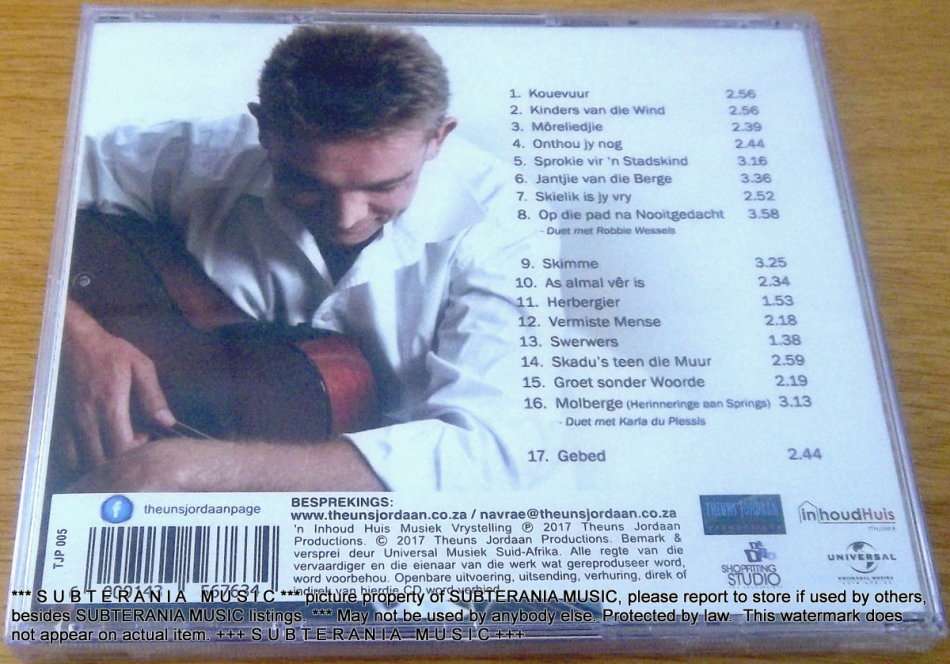 1. Kouevuur 2.56
2. Kinders van die Wind 2.56
3. Môreliedjie 2.39
4. Onthou jy nog 2.44
5. Sprokie vir 'n Stadskind 3.16
6. Jantjie van die Berge 3.36
7. Skielik is jy vry 2.52
8. Op die pad na Nooitgedacht 3.58
- Duet met Robbie Wessels
9. Skimme 3.25
10. As almal vêr is 2.34
11. Herbergier 1.53
12. Vermiste Mense 2.18
13. Swerwers 1.38
14. Skadu's teen die Muur 2.59
15. Groet sonder Woorde 2.19
16. Molberge (Herinneringe aan Springs) 3.13
- Duet met Karla du Plessis
17. Gebed 2.44
f theunsjordaanpage
TJP 005
BESPREKINGS:
www.theunsjordaan.co.za / navrae@theunsjordaan.co.za
'n Inhoud Huis Musiek Vrystelling ℗ 2017 Theuns Jordaan
Productions. © 2017 Theuns Jordaan Productions. Bemark &
versprei deur Universal Musiek Suid-Afrika. Alle regte van die
vervaardiger en die eienaar van die werk wat gereproduseer word,
word voorbehou. Openbare uitvoering, uitsending, verhuring, direk of
THEUNS JORDAAN
inhoudHuis
SHOPFITING
STUDIO
UNIVERSAL
*** S U B T E R A N I A M U S I C *** picture property of SUBTERANIA MUSIC, please report to store if used by others,
besides SUBTERANIA MUSIC listings. *** May not be used by anybody else. Protected by law. This watermark does
not appear on actual item. +++ S U B T E R A N I A M U S I C +++